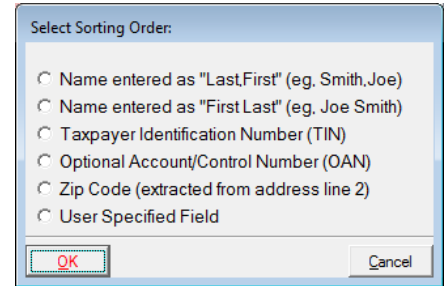 Select Sorting Order:
Name entered as "Last,First" (eg, Smith,Joe)
Name entered as "First Last" (eg, Joe Smith)
Taxpayer Identification Number (TIN)
Optional Account/Control Number (OAN)
Zip Code (extracted from address line 2)
User Specified Field
OK Cancel